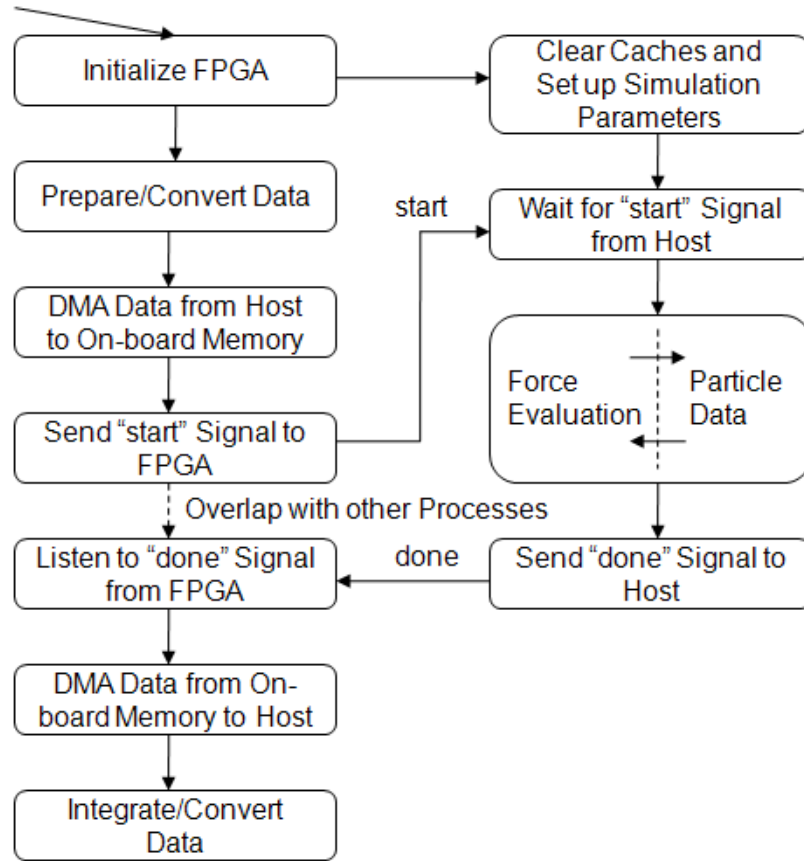 Initialize FPGA
Clear Caches and
Set up Simulation
Parameters
Prepare/Convert Data
start
Wait for “start” Signal
from Host
DMA Data from Host
to On-board Memory
Force
Evaluation
Particle
Data
Send “start” Signal to
FPGA
Overlap with other Processes
Listen to “done” Signal
from FPGA
done
Send “done” Signal to
Host
DMA Data from On-
board Memory to Host
Integrate/Convert
Data